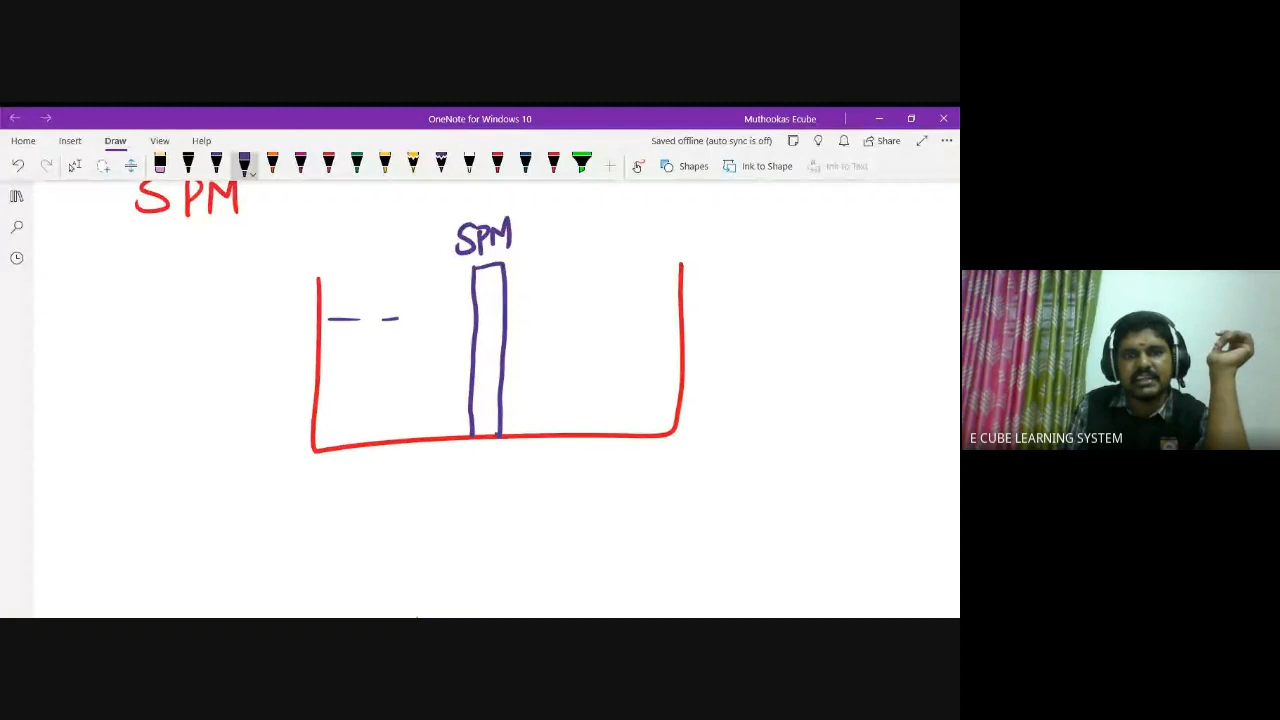 OneNote for Windows 10
Muthookas Ecube
Home Insert Draw View Help
Saved offline (auto sync is off)
Share
Shapes
Ink to Shape
Ink to Text
SPM
SPM
E CUBE LEARNING SYSTEM